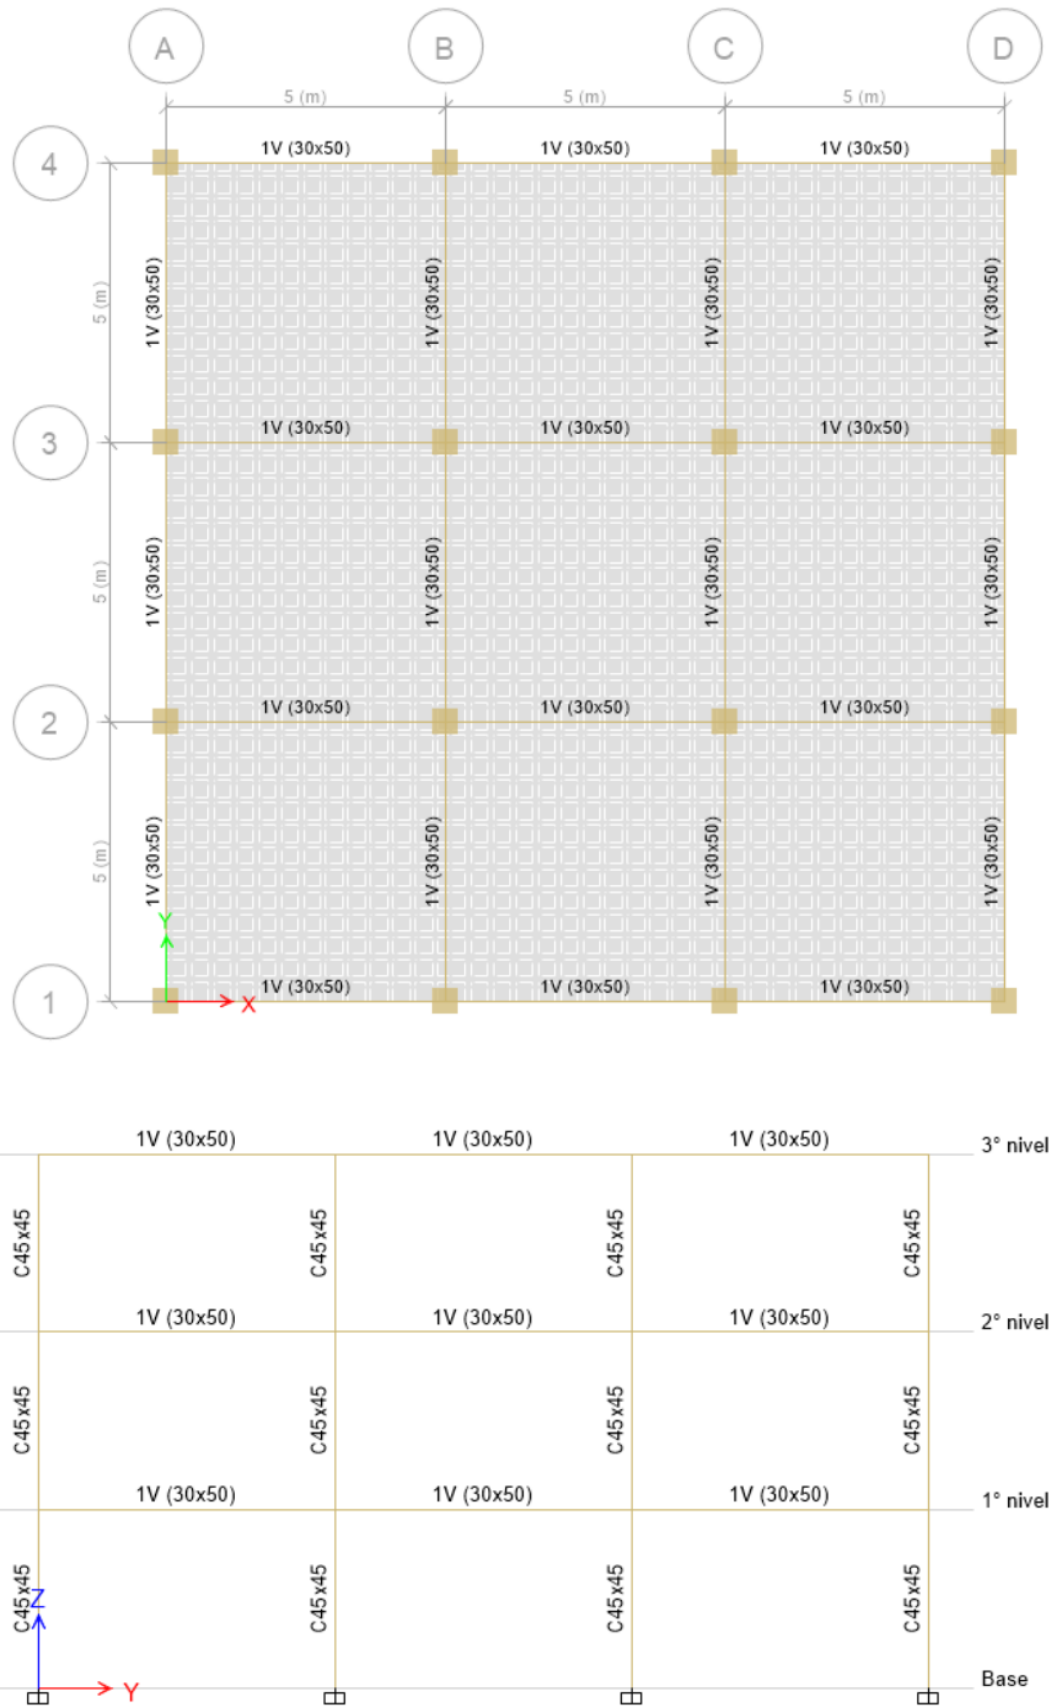 A B C D
5 (m) 5 (m) 5 (m)
4
1V (30x50) 1V (30x50) 1V (30x50)
5 (m)
1V (30x50) 1V (30x50) 1V (30x50) 1V (30x50)
3
1V (30x50) 1V (30x50) 1V (30x50)
5 (m)
1V (30x50) 1V (30x50) 1V (30x50) 1V (30x50)
2
1V (30x50) 1V (30x50) 1V (30x50)
5 (m)
1V (30x50) 1V (30x50) 1V (30x50) 1V (30x50)
Y
1
1V (30x50) 1V (30x50) 1V (30x50)
X
1V (30x50) 1V (30x50) 1V (30x50) 3° nivel
C45x45 C45x45 C45x45 C45x45
1V (30x50) 1V (30x50) 1V (30x50) 2° nivel
C45x45 C45x45 C45x45 C45x45
1V (30x50) 1V (30x50) 1V (30x50) 1° nivel
C45x45 C45x45 C45x45 C45x45
Z
Y
Base